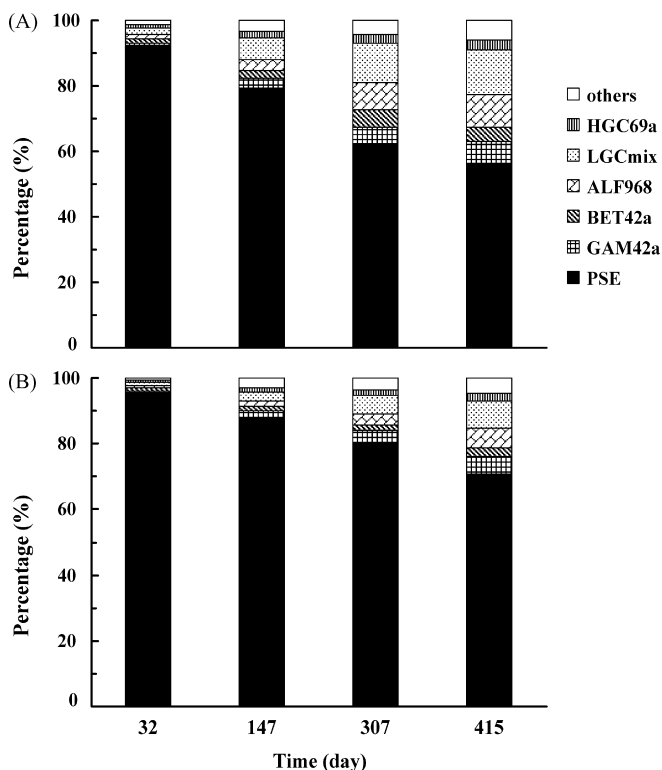 (A)
100
80
60
40
20
0
Percentage (%)
others
HGC69a
LGCmix
ALF968
BET42a
GAM42a
PSE
(B)
100
80
60
40
20
0
Percentage (%)
32 147 307 415
Time (day)